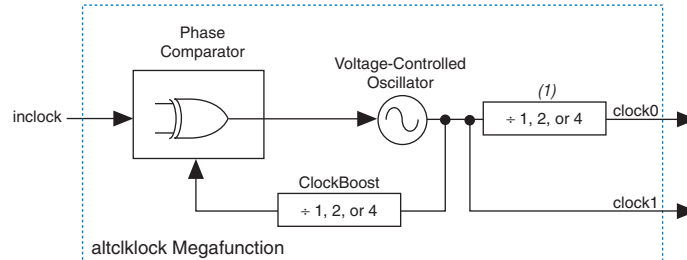 Phase
Comparator
Voltage-Controlled
Oscillator
(1)
inclock
÷ 1, 2, or 4
clock0
ClockBoost
÷ 1, 2, or 4
clock1
altclklock Megafunction